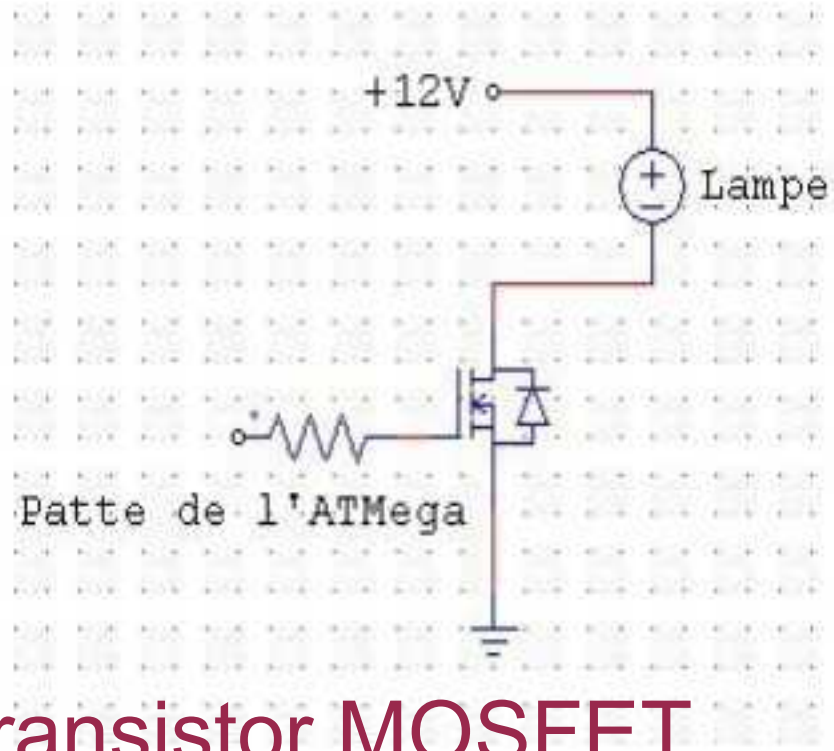 +12V
+
− Lampe
Patte de l'ATMega
ransistor MOSFET